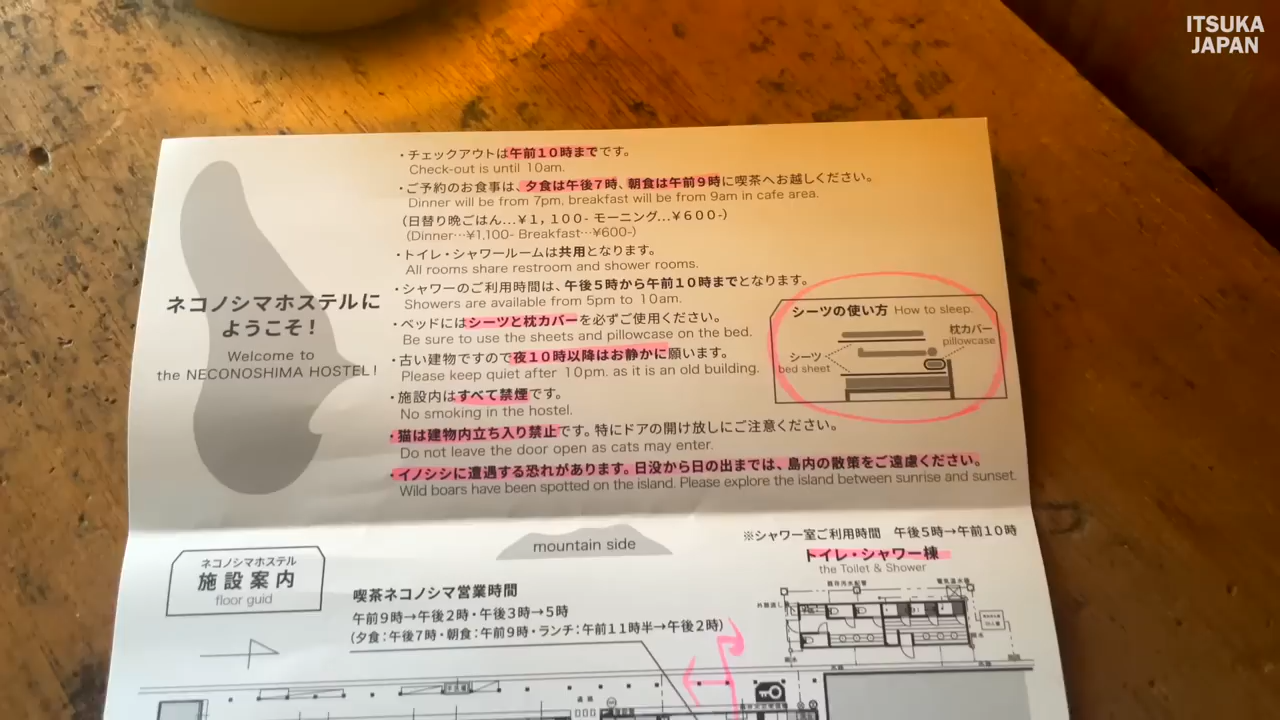 ITSUKA
JAPAN
・チェックアウトは午前10時までです。
Check-out is until 10am.
・ご予約のお食事は、夕食は午後7時、朝食は午前9時に喫茶へお越しください。
Dinner will be from 7pm, breakfast will be from 9am in cafe area.
(日替り晩ごはん…¥1,100- モーニング…¥600-)
(Dinner…¥1,100- Breakfast…¥600-)
・トイレ・シャワールームは共用となります。
All rooms share restroom and shower rooms.
・シャワーのご利用時間は、午後5時から午前10時までとなります。
Showers are available from 5pm to 10am.
・ベッドにはシーツと枕カバーを必ずご使用ください。
Be sure to use the sheets and pillowcase on the bed.
・古い建物ですので夜10時以降はお静かに願います。
Please keep quiet after 10pm. as it is an old building.
・施設内はすべて禁煙です。
No smoking in the hostel.
・猫は建物内立ち入り禁止です。特にドアの開け放しにご注意ください。
Do not leave the door open as cats may enter.
・イノシシに遭遇する恐れがあります。日没から日の出までは、島内の散策をご遠慮ください。
Wild boars have been spotted on the island. Please explore the island between sunrise and sunset.
ネコノシマホステルに
ようこそ!
Welcome to
the NECONOSHIMA HOSTEL!
シーツの使い方 How to sleep.
枕カバー
pillowcase
シーツ
bed sheet
ネコノシマホステル
施設案内
floor guid
mountain side
喫茶ネコノシマ営業時間
午前9時→午後2時・午後3時→5時
(夕食:午後7時・朝食:午前9時・ランチ:午前11時半→午後2時)
※シャワー室ご利用時間 午後5時→午前10時
トイレ・シャワー棟
the Toilet & Shower